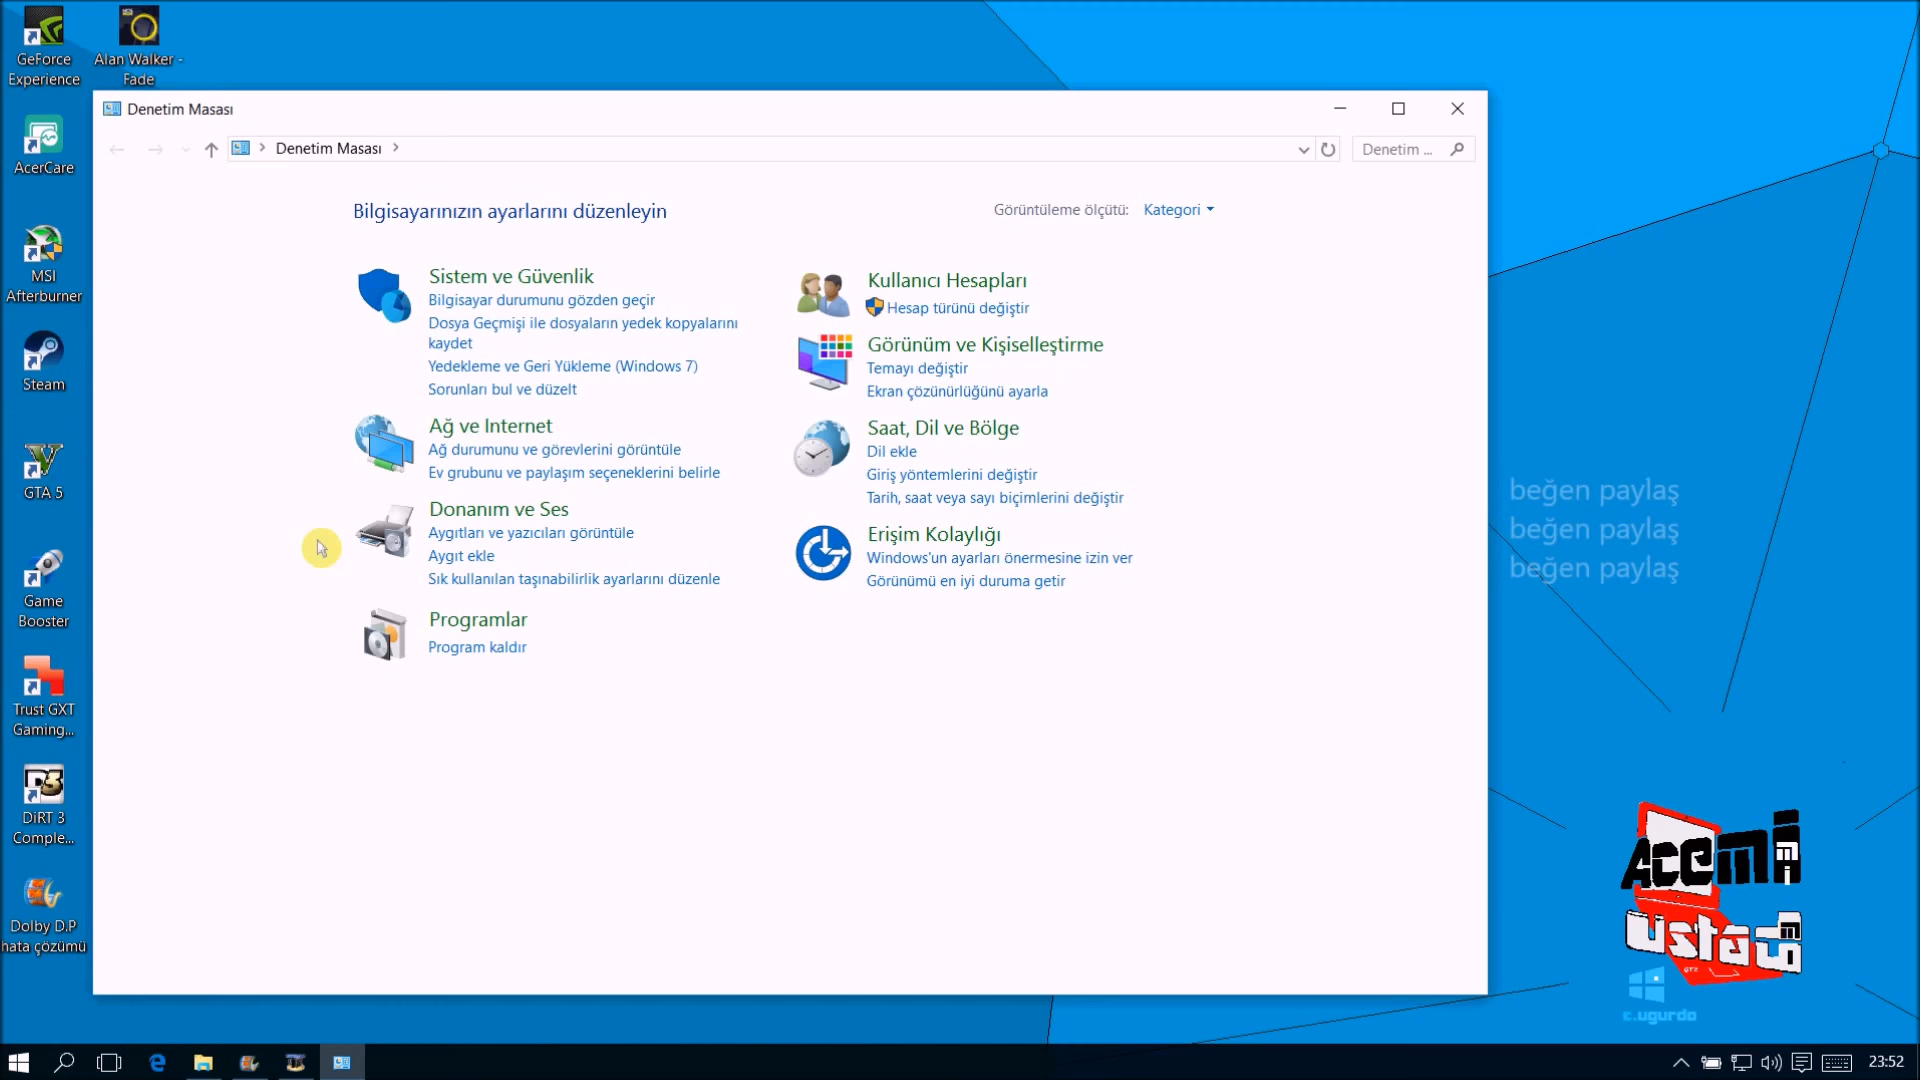 GeForce
Experience
Alan Walker -
Fade
AcerCare
MSI
Afterburner
Steam
GTA 5
Game
Booster
Trust GXT
Gaming...
DiRT 3
Comple...
Dolby D.P
hata çözümü
Denetim Masası
Denetim Masası
Denetim ...
Bilgisayarınızın ayarlarını düzenleyin
Görüntüleme ölçütü: Kategori
Sistem ve Güvenlik
Bilgisayar durumunu gözden geçir
Dosya Geçmişi ile dosyaların yedek kopyalarını
kaydet
Yedekleme ve Geri Yükleme (Windows 7)
Sorunları bul ve düzelt
Ağ ve Internet
Ağ durumunu ve görevlerini görüntüle
Ev grubunu ve paylaşım seçeneklerini belirle
Donanım ve Ses
Aygıtları ve yazıcıları görüntüle
Aygıt ekle
Sık kullanılan taşınabilirlik ayarlarını düzenle
Programlar
Program kaldır
Kullanıcı Hesapları
Hesap türünü değiştir
Görünüm ve Kişiselleştirme
Temayı değiştir
Ekran çözünürlüğünü ayarla
Saat, Dil ve Bölge
Dil ekle
Giriş yöntemlerini değiştir
Tarih, saat veya sayı biçimlerini değiştir
Erişim Kolaylığı
Windows'un ayarları önermesine izin ver
Görünümü en iyi duruma getir
beğen paylaş
beğen paylaş
beğen paylaş
Acemi
e.ugurdo
23:52